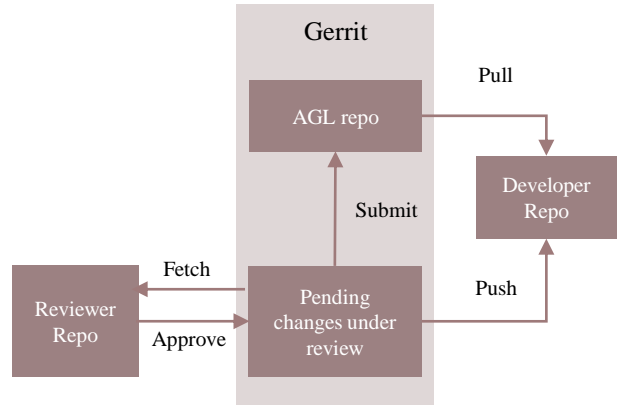 Gerrit
Pull
AGL repo
Developer
Repo
Submit
Fetch
Pending
changes under
review
Push
Reviewer
Repo
Approve